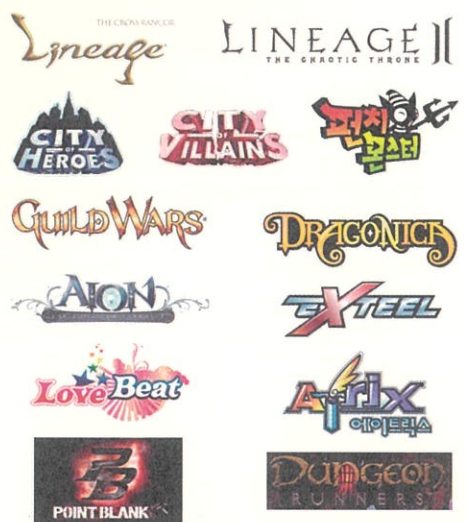 THE CROSS RANCOR
Lineage
LINEAGE II
THE CHAOTIC THRONE
CITY
OF
HEROES
CITY
OF
VILLAINS
펀치
몬스터
GUILD WARS
DRAGONICA
AION
EXTEEL
Love Beat
Atrix
에이트릭스
PB
POINT BLANK
DUNGEON
RUNNERS